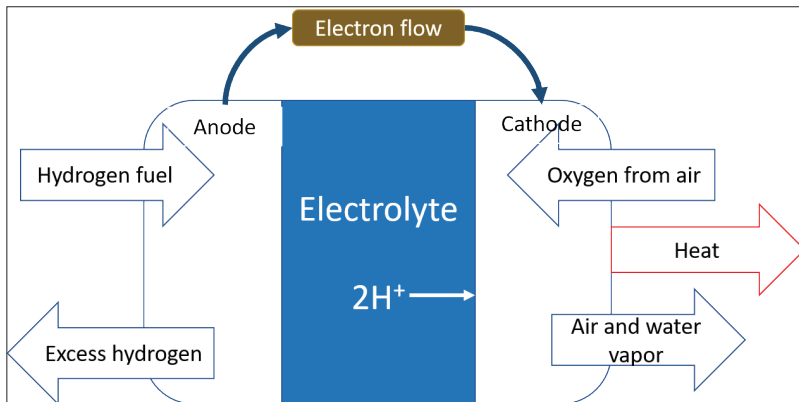 Electron flow
Anode
Cathode
Hydrogen fuel
Oxygen from air
Electrolyte
Heat
2H⁺
Air and water
vapor
Excess hydrogen